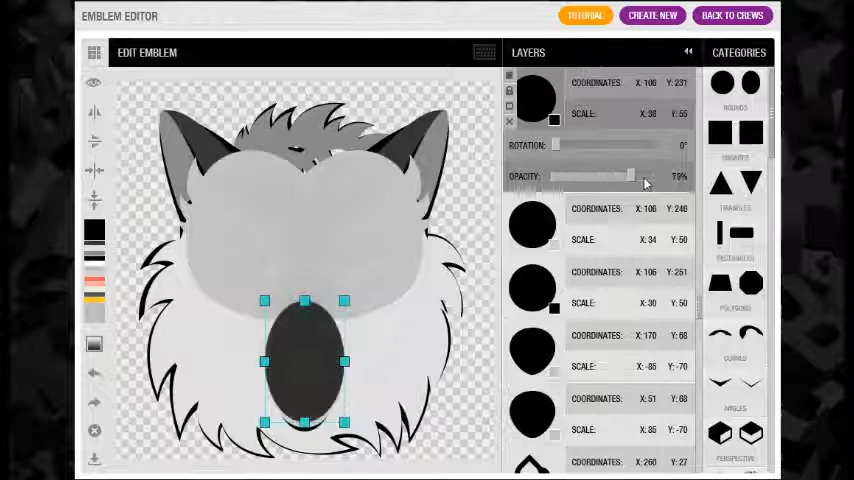 EMBLEM EDITOR
TUTORIAL
CREATE NEW
BACK TO CREWS
EDIT EMBLEM
LAYERS
CATEGORIES
COORDINATES: X: 106 Y: 231
SCALE: X: 36 Y: 55
ROTATION: 0°
OPACITY: 75%
COORDINATES: X: 106 Y: 246
SCALE: X: 34 Y: 50
COORDINATES: X: 106 Y: 251
SCALE: X: 30 Y: 50
COORDINATES: X: 170 Y: 68
SCALE: X: -85 Y: -70
COORDINATES: X: 51 Y: 68
SCALE: X: 85 Y: -70
COORDINATES: X: 260 Y: 27
ROUNDS
SQUARES
TRIANGLES
RECTANGLES
POLYGONS
CURVES
ANGLES
PERSPECTIVE